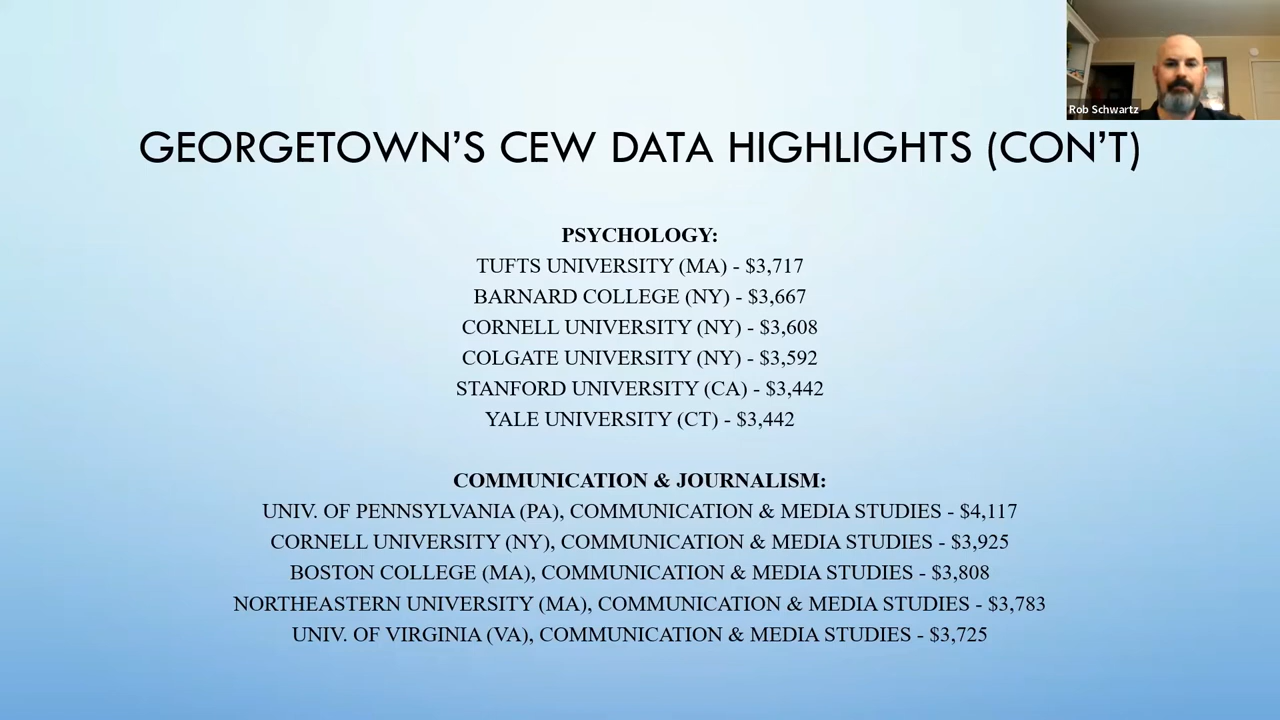 Rob Schwartz
GEORGETOWN'S CEW DATA HIGHLIGHTS (CON'T)
PSYCHOLOGY:
TUFTS UNIVERSITY (MA) - $3,717
BARNARD COLLEGE (NY) - $3,667
CORNELL UNIVERSITY (NY) - $3,608
COLGATE UNIVERSITY (NY) - $3,592
STANFORD UNIVERSITY (CA) - $3,442
YALE UNIVERSITY (CT) - $3,442
COMMUNICATION & JOURNALISM:
UNIV. OF PENNSYLVANIA (PA), COMMUNICATION & MEDIA STUDIES - $4,117
CORNELL UNIVERSITY (NY), COMMUNICATION & MEDIA STUDIES - $3,925
BOSTON COLLEGE (MA), COMMUNICATION & MEDIA STUDIES - $3,808
NORTHEASTERN UNIVERSITY (MA), COMMUNICATION & MEDIA STUDIES - $3,783
UNIV. OF VIRGINIA (VA), COMMUNICATION & MEDIA STUDIES - $3,725